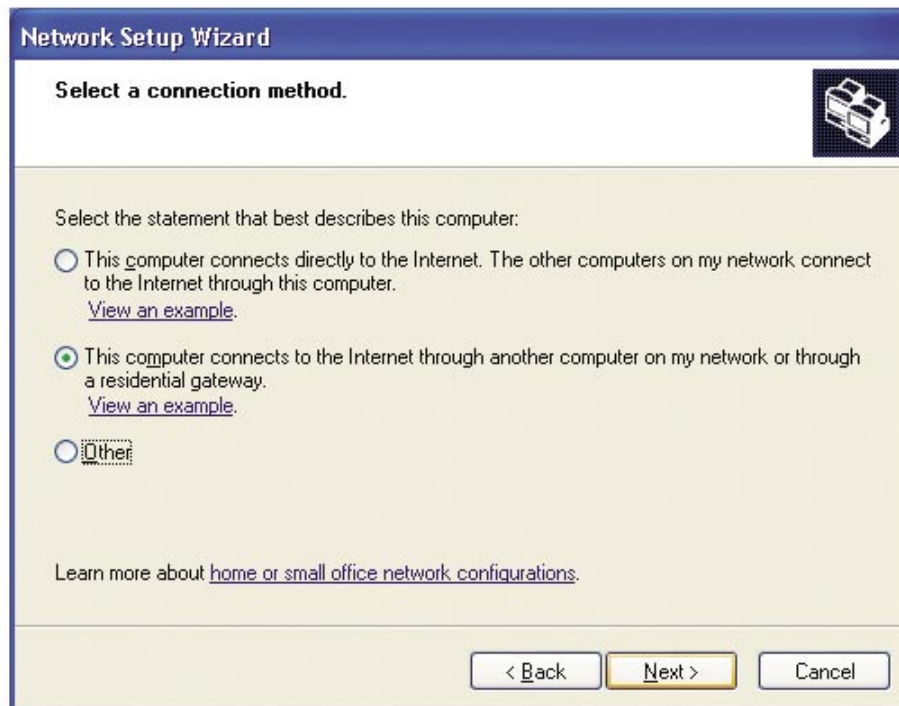 Network Setup Wizard
Select a connection method.
Select the statement that best describes this computer:
This computer connects directly to the Internet. The other computers on my network connect
to the Internet through this computer.
View an example.
This computer connects to the Internet through another computer on my network or through
a residential gateway.
View an example.
Other
Learn more about home or small office network configurations.
< Back
Next >
Cancel